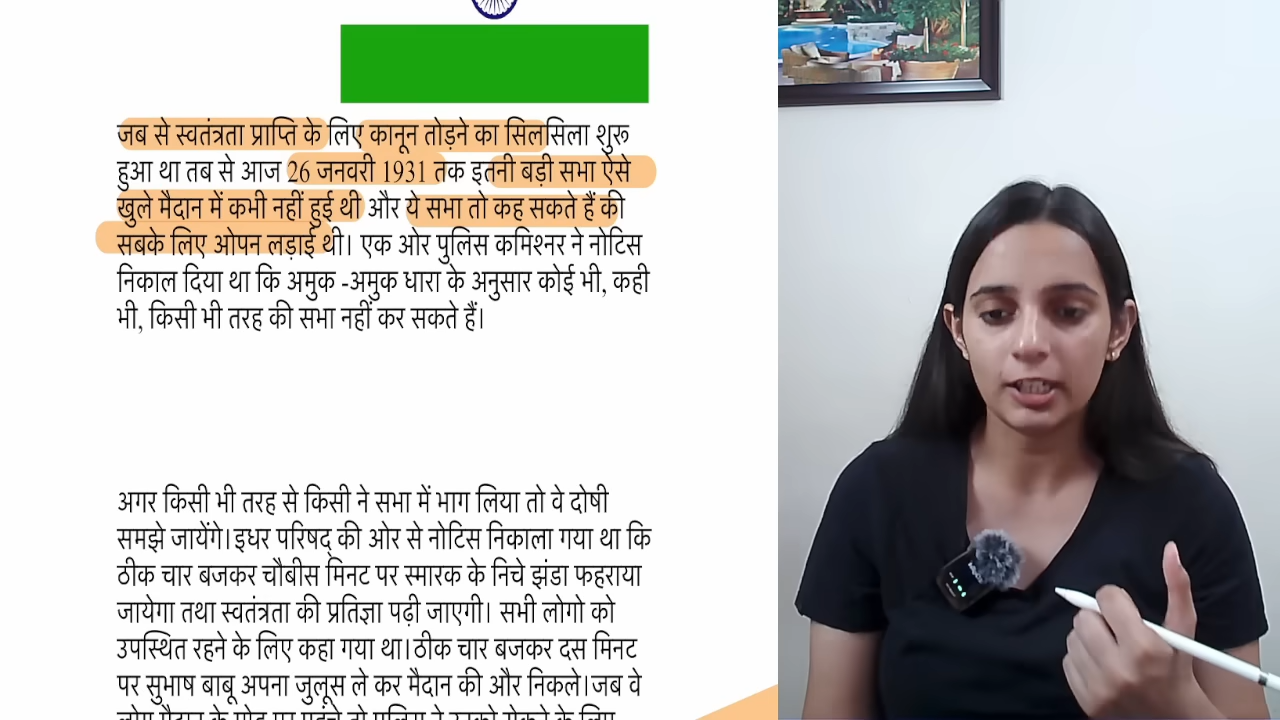 जब से स्वतंत्रता प्राप्ति के लिए कानून तोड़ने का सिलसिला शुरू
हुआ था तब से आज 26 जनवरी 1931 तक इतनी बड़ी सभा ऐसे
खुले मैदान में कभी नहीं हुई थी और ये सभा तो कह सकते हैं की
सबके लिए ओपन लड़ाई थी। एक ओर पुलिस कमिश्नर ने नोटिस
निकाल दिया था कि अमुक -अमुक धारा के अनुसार कोई भी, कही
भी, किसी भी तरह की सभा नहीं कर सकते हैं।
अगर किसी भी तरह से किसी ने सभा में भाग लिया तो वे दोषी
समझे जायेंगे।इधर परिषद् की ओर से नोटिस निकाला गया था कि
ठीक चार बजकर चौबीस मिनट पर स्मारक के निचे झंडा फहराया
जायेगा तथा स्वतंत्रता की प्रतिज्ञा पढ़ी जाएगी। सभी लोगो को
उपस्थित रहने के लिए कहा गया था।ठीक चार बजकर दस मिनट
पर सुभाष बाबू अपना जुलूस ले कर मैदान की और निकले।जब वे